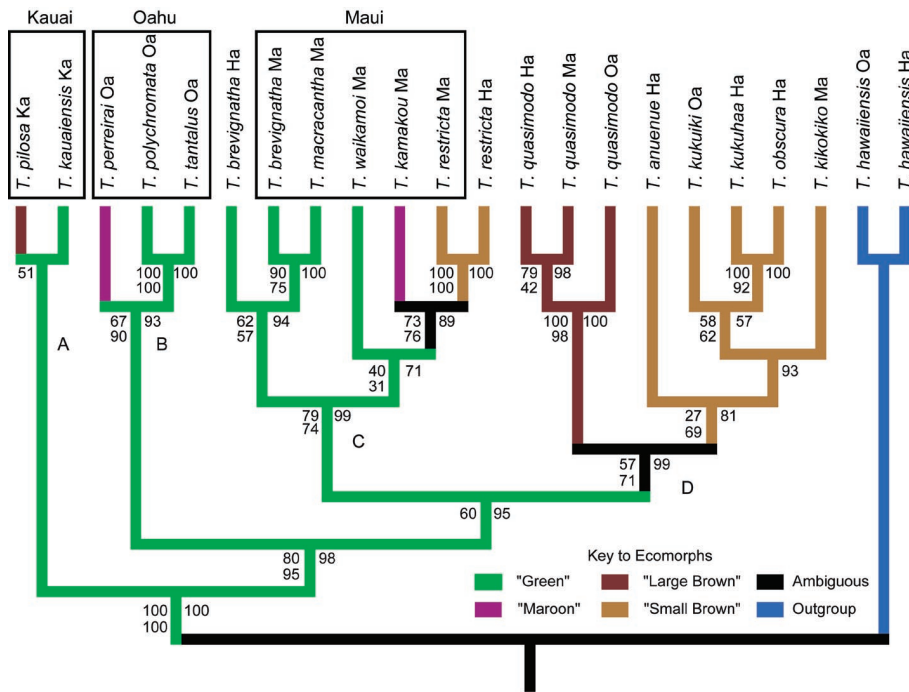 Kauai
Oahu
Maui
T. pilosa Ka
T. kauaiensis Ka
T. perreirai Oa
T. polychromata Oa
T. tantalus Oa
T. brevignatha Ha
T. brevignatha Ma
T. macracantha Ma
T. waikamoi Ma
T. kamakou Ma
T. restricta Ma
T. restricta Ha
T. quasimodo Ha
T. quasimodo Ma
T. quasimodo Oa
T. anuenue Ha
T. kukuiki Oa
T. kukuhaa Ha
T. obscura Ha
T. kikokiko Ma
T. hawaiiensis Oa
T. hawaiiensis Ha
51
100 100
100
90 100
75
100 100
100
79 98
42
100 100
92
67 93
90
62 94
57
73 89
76
100 100
98
58 57
62
A
B
40 71
31
93
79 99
74
C
27 81
69
57 99
71
D
60 95
80 98
95
100 100
100
Key to Ecomorphs
"Green" "Large Brown" Ambiguous
"Maroon" "Small Brown" Outgroup